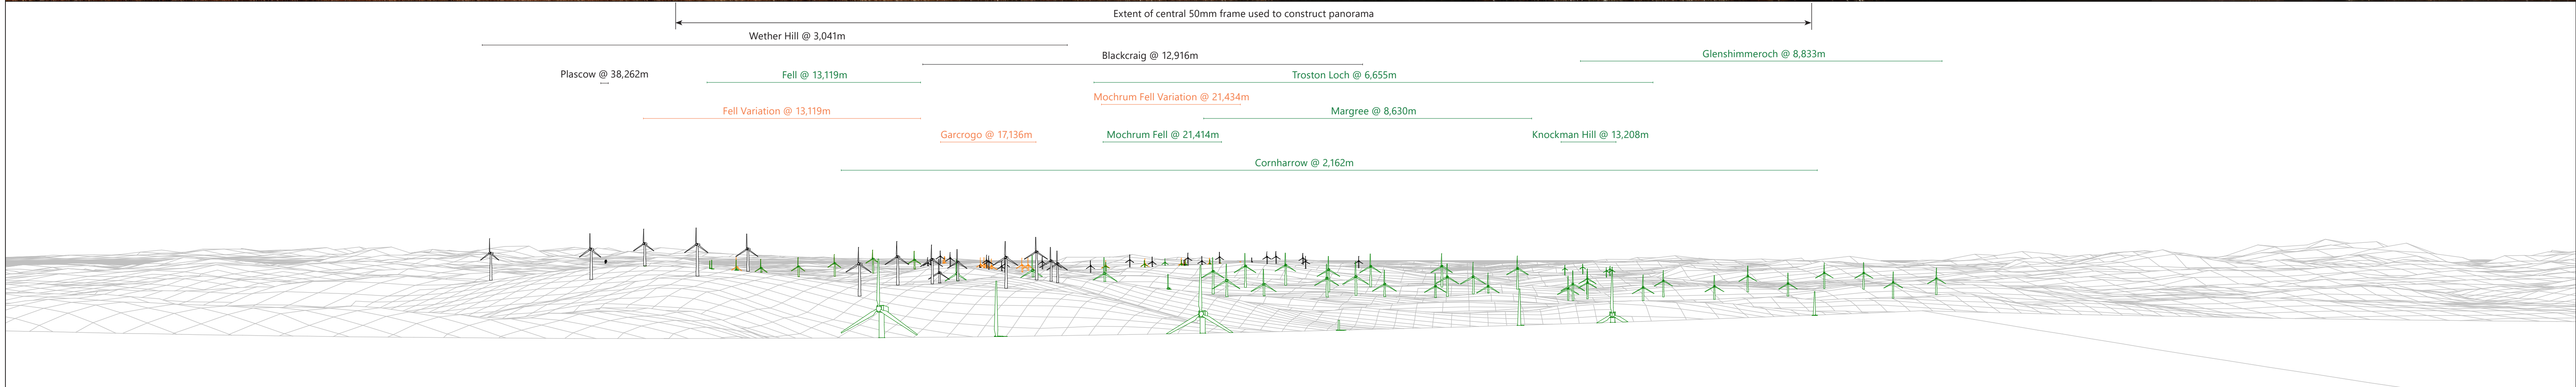 Extent of central 50mm frame used to construct panorama
Wether Hill @ 3,041m
Blackcraig @ 12,916m
Glenshimmeroch @ 8,833m
Plascow @ 38,262m
Fell @ 13,119m
Troston Loch @ 6,655m
Mochrum Fell Variation @ 21,434m
Fell Variation @ 13,119m
Margree @ 8,630m
Garcrogo @ 17,136m
Mochrum Fell @ 21,414m
Knockman Hill @ 13,208m
Cornharrow @ 2,162m